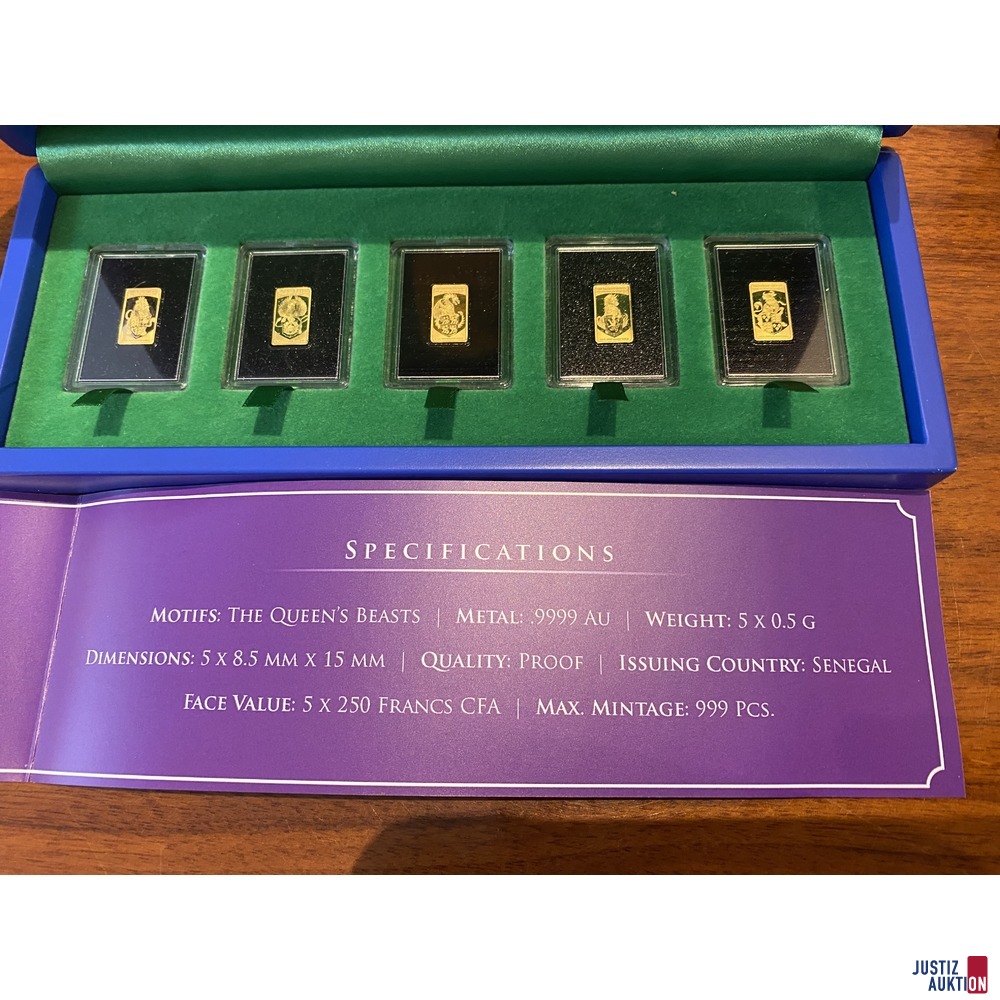 SPECIFICATIONS
MOTIFS: THE QUEEN'S BEASTS | METAL: .9999 AU | WEIGHT: 5 X 0.5 G
DIMENSIONS: 5 X 8.5 MM X 15 MM | QUALITY: PROOF | ISSUING COUNTRY: SENEGAL
FACE VALUE: 5 X 250 FRANCS CFA | MAX. MINTAGE: 999 PCS.
JUSTIZ
AUKTION